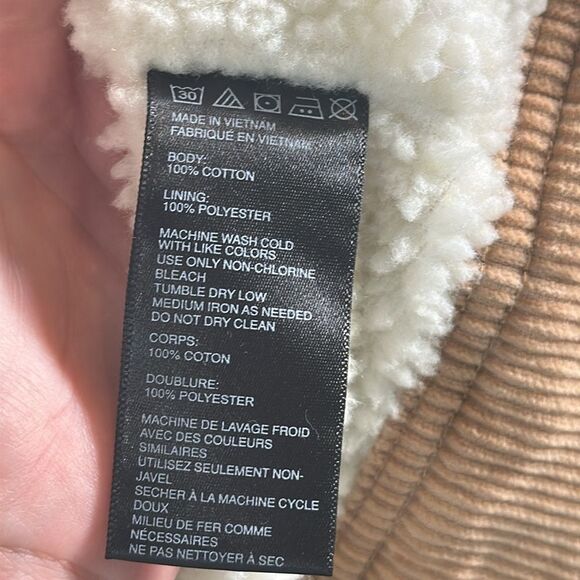 30
MADE IN VIETNAM
FABRIQUÉ EN VIETNAM
BODY:
100% COTTON
LINING:
100% POLYESTER
MACHINE WASH COLD
WITH LIKE COLORS
USE ONLY NON-CHLORINE
BLEACH
TUMBLE DRY LOW
MEDIUM IRON AS NEEDED
DO NOT DRY CLEAN
CORPS:
100% COTON
DOUBLURE:
100% POLYESTER
MACHINE DE LAVAGE FROID
AVEC DES COULEURS
SIMILAIRES
UTILISEZ SEULEMENT NON-
JAVEL
SECHER À LA MACHINE CYCLE
DOUX
MILIEU DE FER COMME
NÉCESSAIRES
NE PAS NETTOYER À SEC